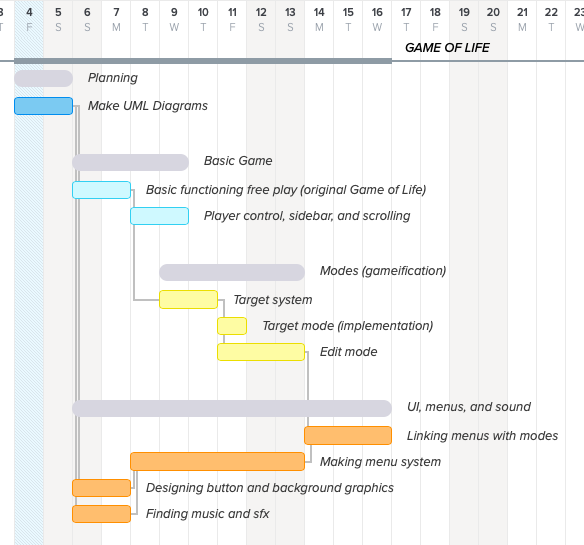 3 4 5 6 7 8 9 10 11 12 13 14 15 16 17 18 19 20 21 22 23
T F S S M T W T F S S M T W T F S S M T W
GAME OF LIFE
Planning
Make UML Diagrams
Basic Game
Basic functioning free play (original Game of Life)
Player control, sidebar, and scrolling
Modes (gameification)
Target system
Target mode (implementation)
Edit mode
UI, menus, and sound
Linking menus with modes
Making menu system
Designing button and background graphics
Finding music and sfx